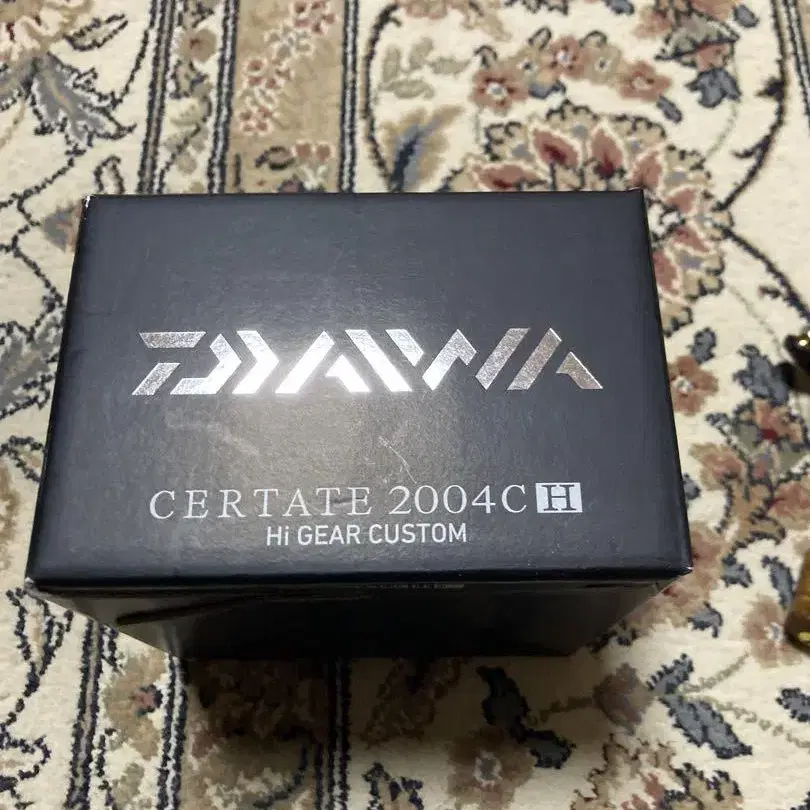 DAIWA
CERTATE 2004C H
Hi GEAR CUSTOM